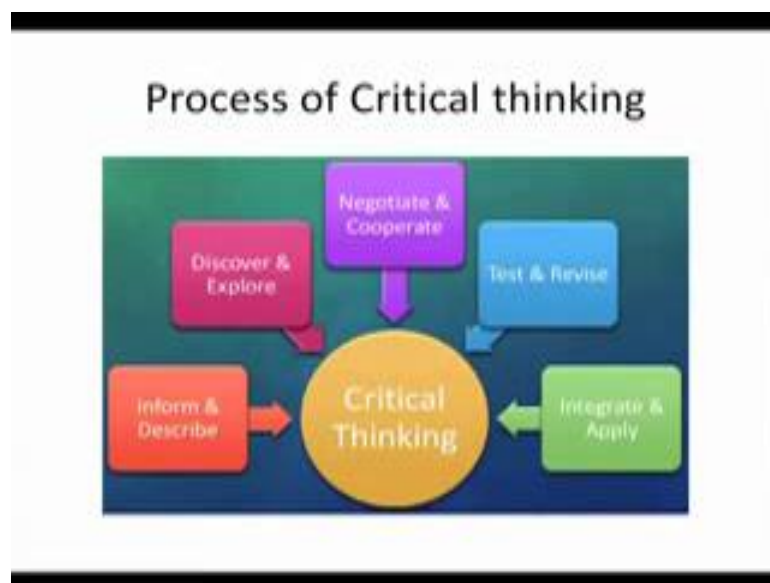 Process of Critical thinking
Inform &
Describe
Discover &
Explore
Negotiate &
Cooperate
Test & Revise
Integrate &
Apply
Critical
Thinking